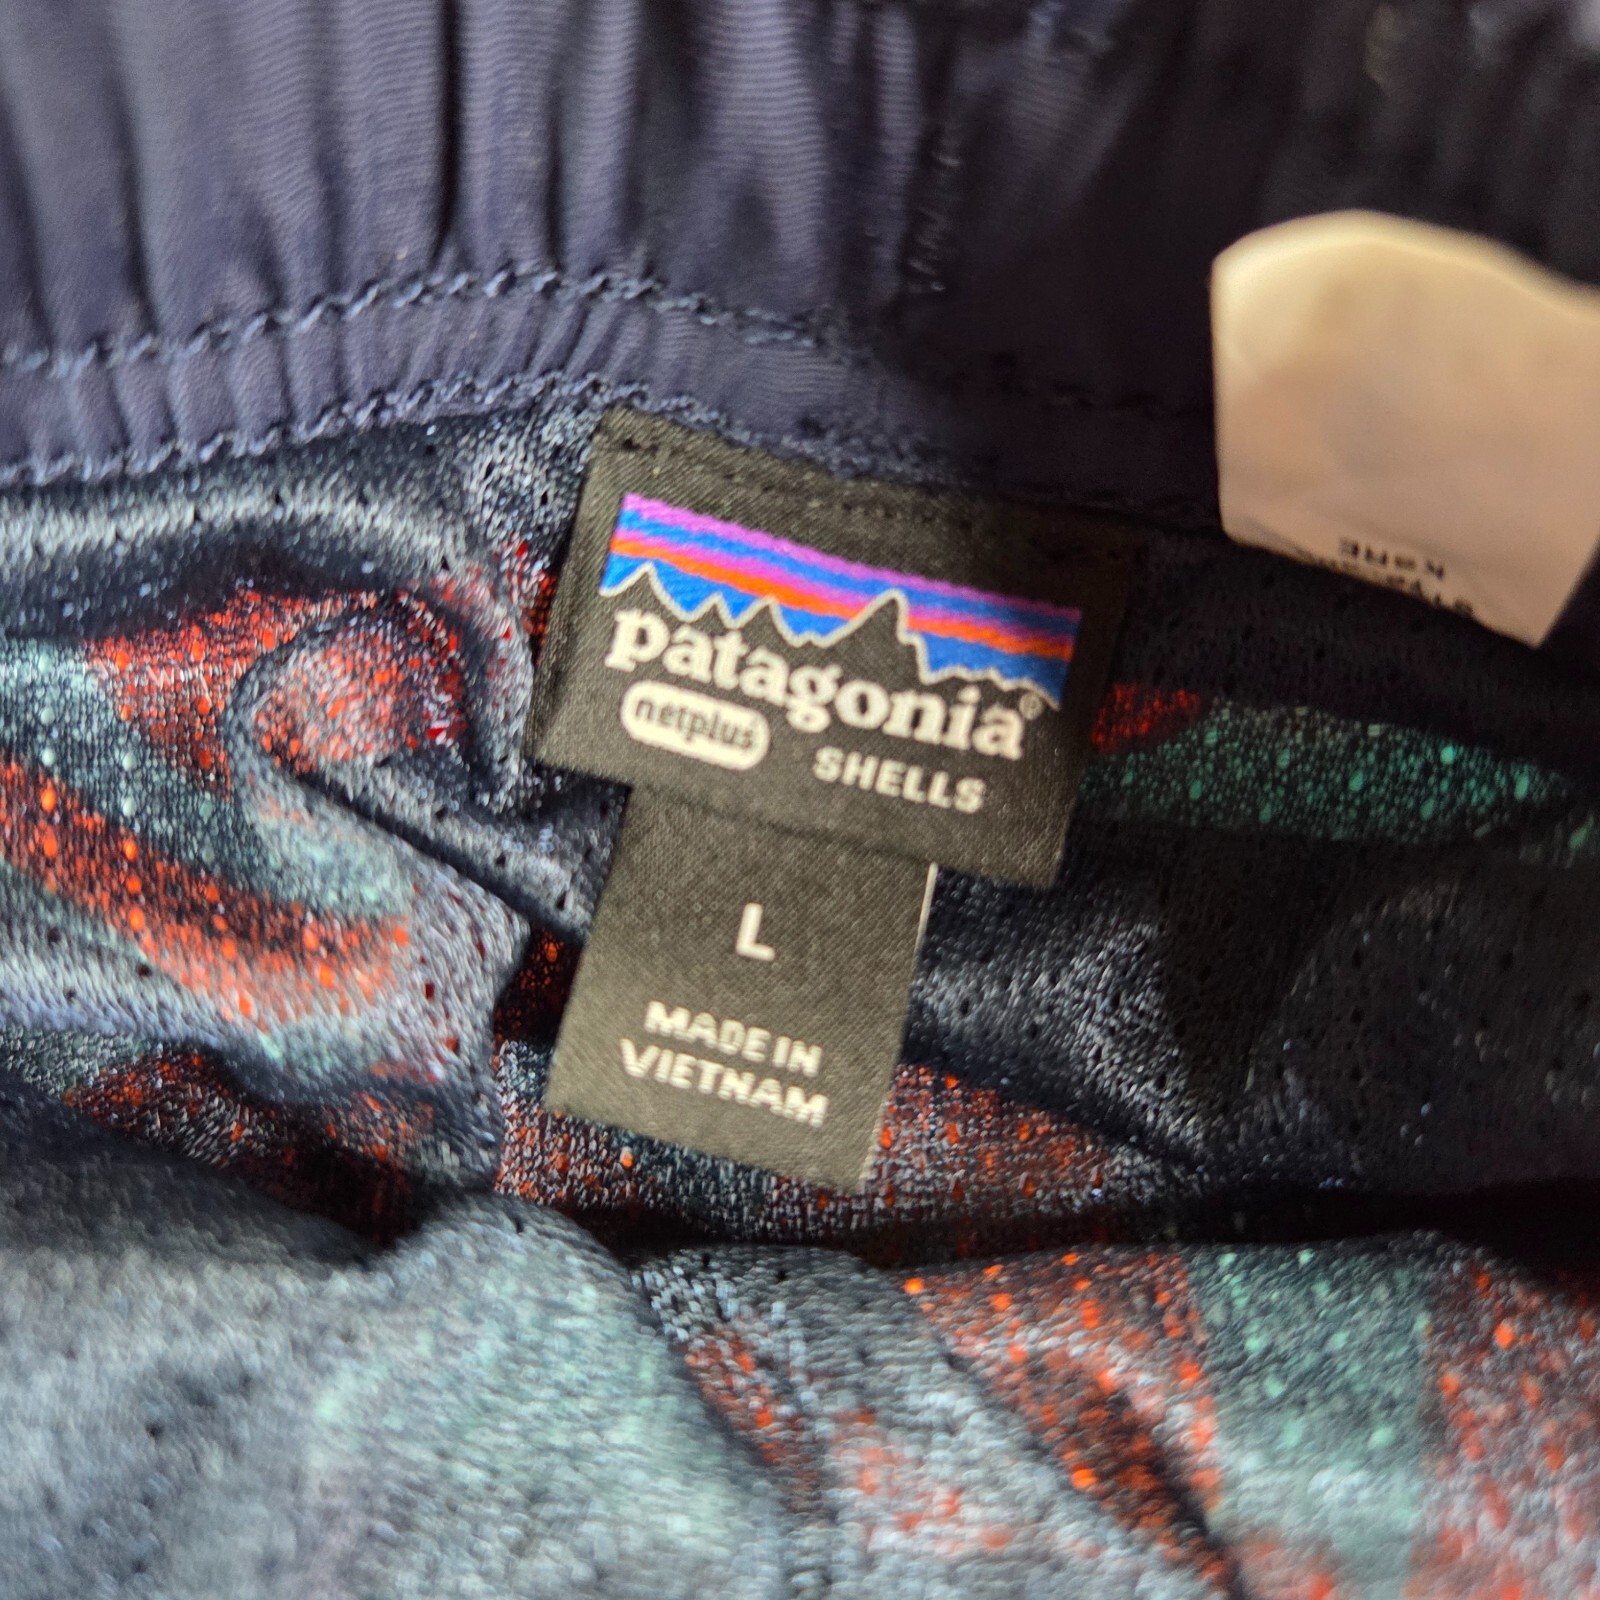 patagonia®
netplus SHELLS
L
MADE IN
VIETNAM